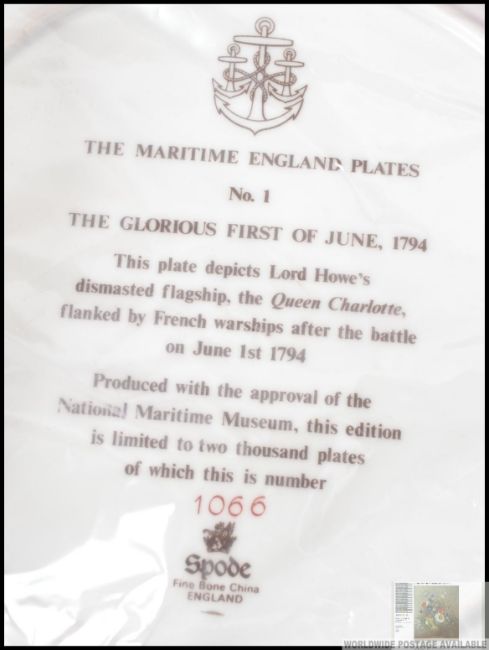 THE MARITIME ENGLAND PLATES
No. 1
THE GLORIOUS FIRST OF JUNE, 1794
This plate depicts Lord Howe's
dismasted flagship, the Queen Charlotte,
flanked by French warships after the battle
on June 1st 1794
Produced with the approval of the
National Maritime Museum, this edition
is limited to two thousand plates
of which this is number
1066
Spode
Fine Bone China
ENGLAND
WORLDWIDE POSTAGE AVAILABLE